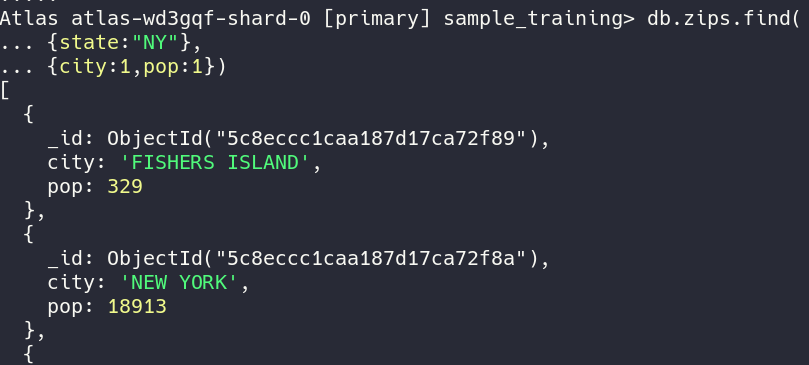 Atlas atlas-wd3gqf-shard-0 [primary] sample_training> db.zips.find(
... {state:"NY"},
... {city:1,pop:1})
[
  {
    _id: ObjectId("5c8eccc1caa187d17ca72f89"),
    city: 'FISHERS ISLAND',
    pop: 329
  },
  {
    _id: ObjectId("5c8eccc1caa187d17ca72f8a"),
    city: 'NEW YORK',
    pop: 18913
  },
  {